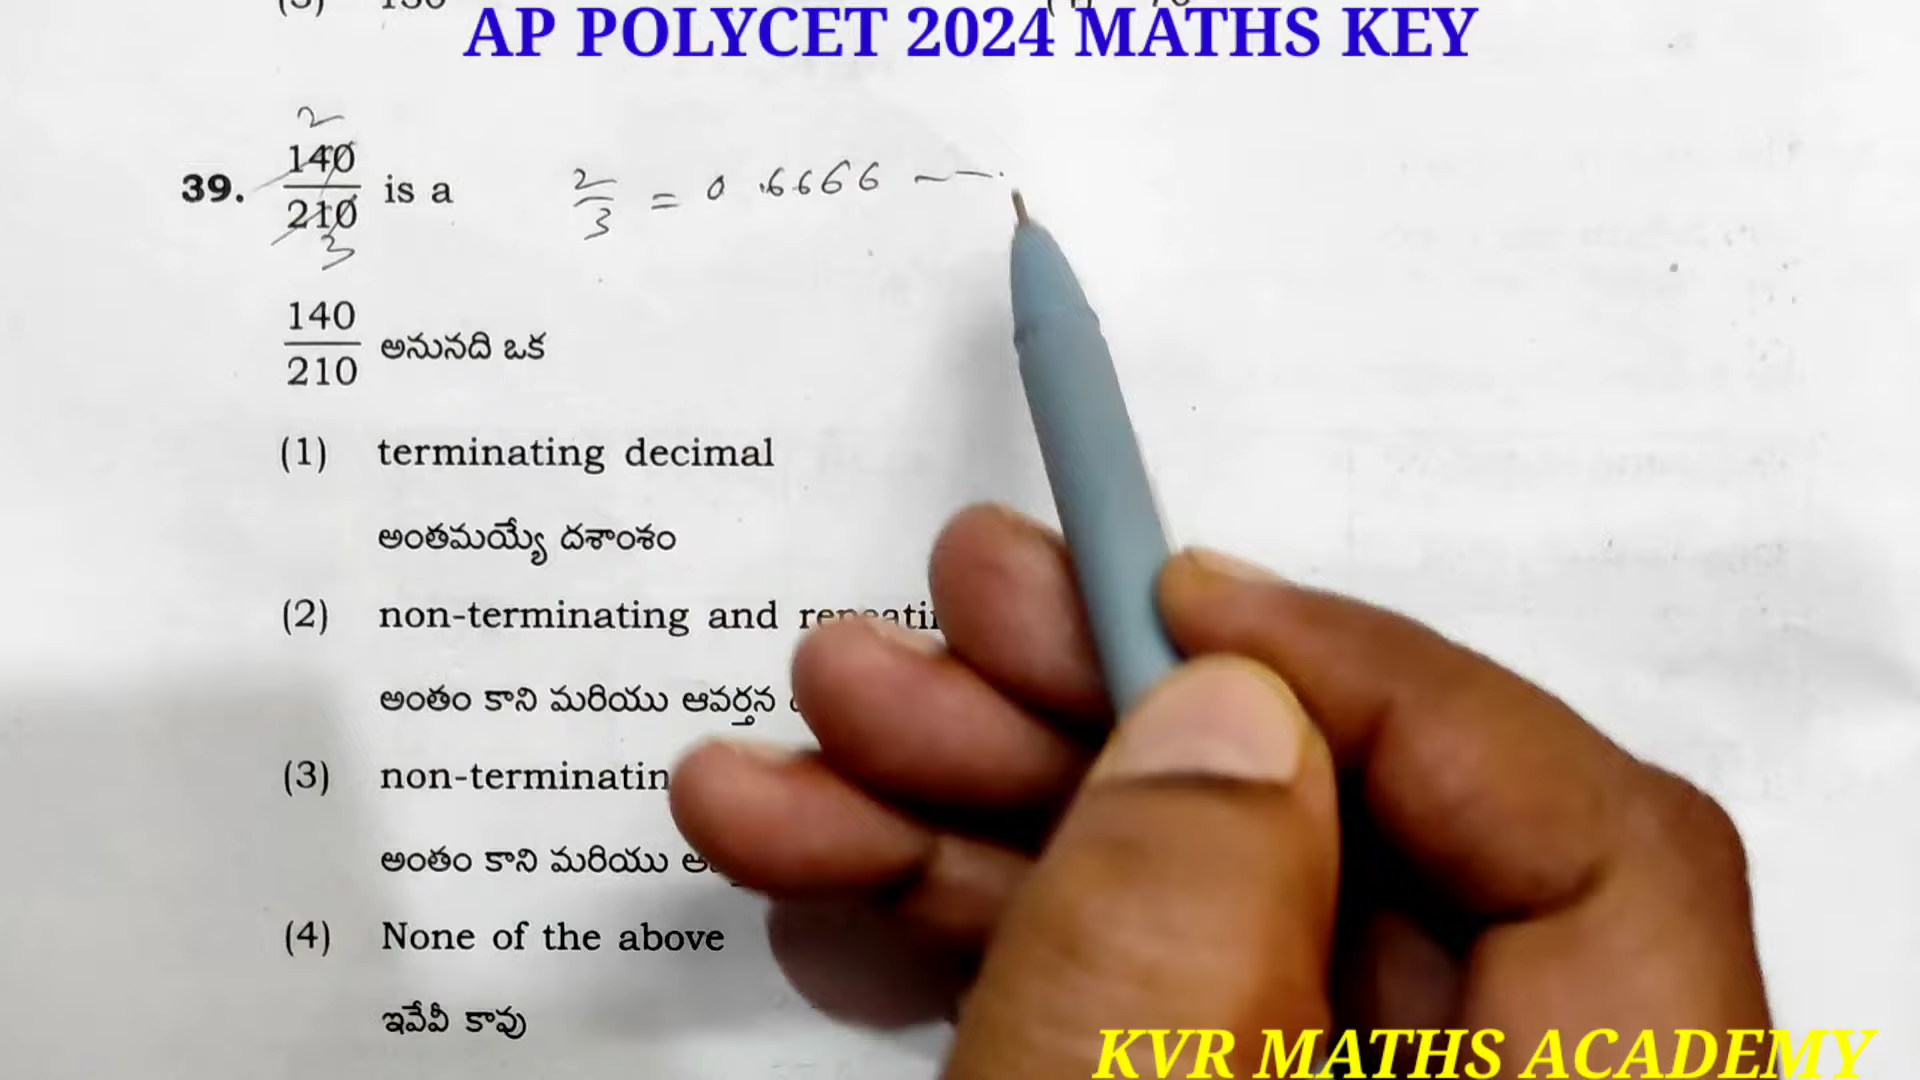 AP POLYCET 2024 MATHS KEY
2
39. 140/210 is a 2/3 = 0.6666 ---
3
140/210 అనునది ఒక
(1) terminating decimal
అంతమయ్యే దశాంశం
(2) non-terminating and
అంతం కాని మరియు ఆవర్తన
(3)
అంతం కాని మరియు
(4) None of the above
ఇవేవీ కావు
KVR MATHS ACADEMY